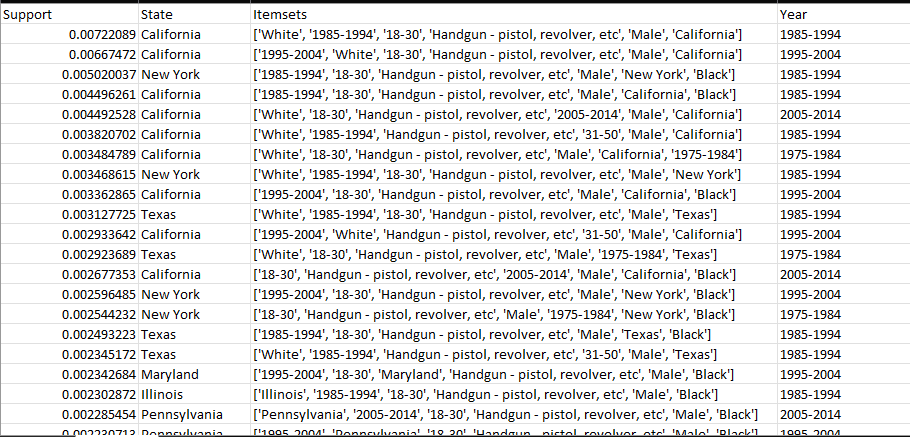 Support State Itemsets Year
0.00722089 California ['White', '1985-1994', '18-30', 'Handgun - pistol, revolver, etc', 'Male', 'California'] 1985-1994
0.00667472 California ['1995-2004', 'White', '18-30', 'Handgun - pistol, revolver, etc', 'Male', 'California'] 1995-2004
0.005020037 New York ['1985-1994', '18-30', 'Handgun - pistol, revolver, etc', 'Male', 'New York', 'Black'] 1985-1994
0.004496261 California ['1985-1994', '18-30', 'Handgun - pistol, revolver, etc', 'Male', 'California', 'Black'] 1985-1994
0.004492528 California ['White', '18-30', 'Handgun - pistol, revolver, etc', '2005-2014', 'Male', 'California'] 2005-2014
0.003820702 California ['White', '1985-1994', 'Handgun - pistol, revolver, etc', '31-50', 'Male', 'California'] 1985-1994
0.003484789 California ['White', '18-30', 'Handgun - pistol, revolver, etc', 'Male', 'California', '1975-1984'] 1975-1984
0.003468615 New York ['White', '1985-1994', '18-30', 'Handgun - pistol, revolver, etc', 'Male', 'New York'] 1985-1994
0.003362865 California ['1995-2004', '18-30', 'Handgun - pistol, revolver, etc', 'Male', 'California', 'Black'] 1995-2004
0.003127725 Texas ['White', '1985-1994', '18-30', 'Handgun - pistol, revolver, etc', 'Male', 'Texas'] 1985-1994
0.002933642 California ['1995-2004', 'White', 'Handgun - pistol, revolver, etc', '31-50', 'Male', 'California'] 1995-2004
0.002923689 Texas ['White', '18-30', 'Handgun - pistol, revolver, etc', 'Male', '1975-1984', 'Texas'] 1975-1984
0.002677353 California ['18-30', 'Handgun - pistol, revolver, etc', '2005-2014', 'Male', 'California', 'Black'] 2005-2014
0.002596485 New York ['1995-2004', '18-30', 'Handgun - pistol, revolver, etc', 'Male', 'New York', 'Black'] 1995-2004
0.002544232 New York ['18-30', 'Handgun - pistol, revolver, etc', 'Male', '1975-1984', 'New York', 'Black'] 1975-1984
0.002493223 Texas ['1985-1994', '18-30', 'Handgun - pistol, revolver, etc', 'Male', 'Texas', 'Black'] 1985-1994
0.002345172 Texas ['White', '1985-1994', 'Handgun - pistol, revolver, etc', '31-50', 'Male', 'Texas'] 1985-1994
0.002342684 Maryland ['1995-2004', '18-30', 'Maryland', 'Handgun - pistol, revolver, etc', 'Male', 'Black'] 1995-2004
0.002302872 Illinois ['Illinois', '1985-1994', '18-30', 'Handgun - pistol, revolver, etc', 'Male', 'Black'] 1985-1994
0.002285454 Pennsylvania ['Pennsylvania', '2005-2014', '18-30', 'Handgun - pistol, revolver, etc', 'Male', 'Black'] 2005-2014
0.002230713 Pennsylvania ['1995-2004', 'Pennsylvania', '18-30', 'Handgun - pistol, revolver, etc', 'Male', 'Black'] 1995-2004